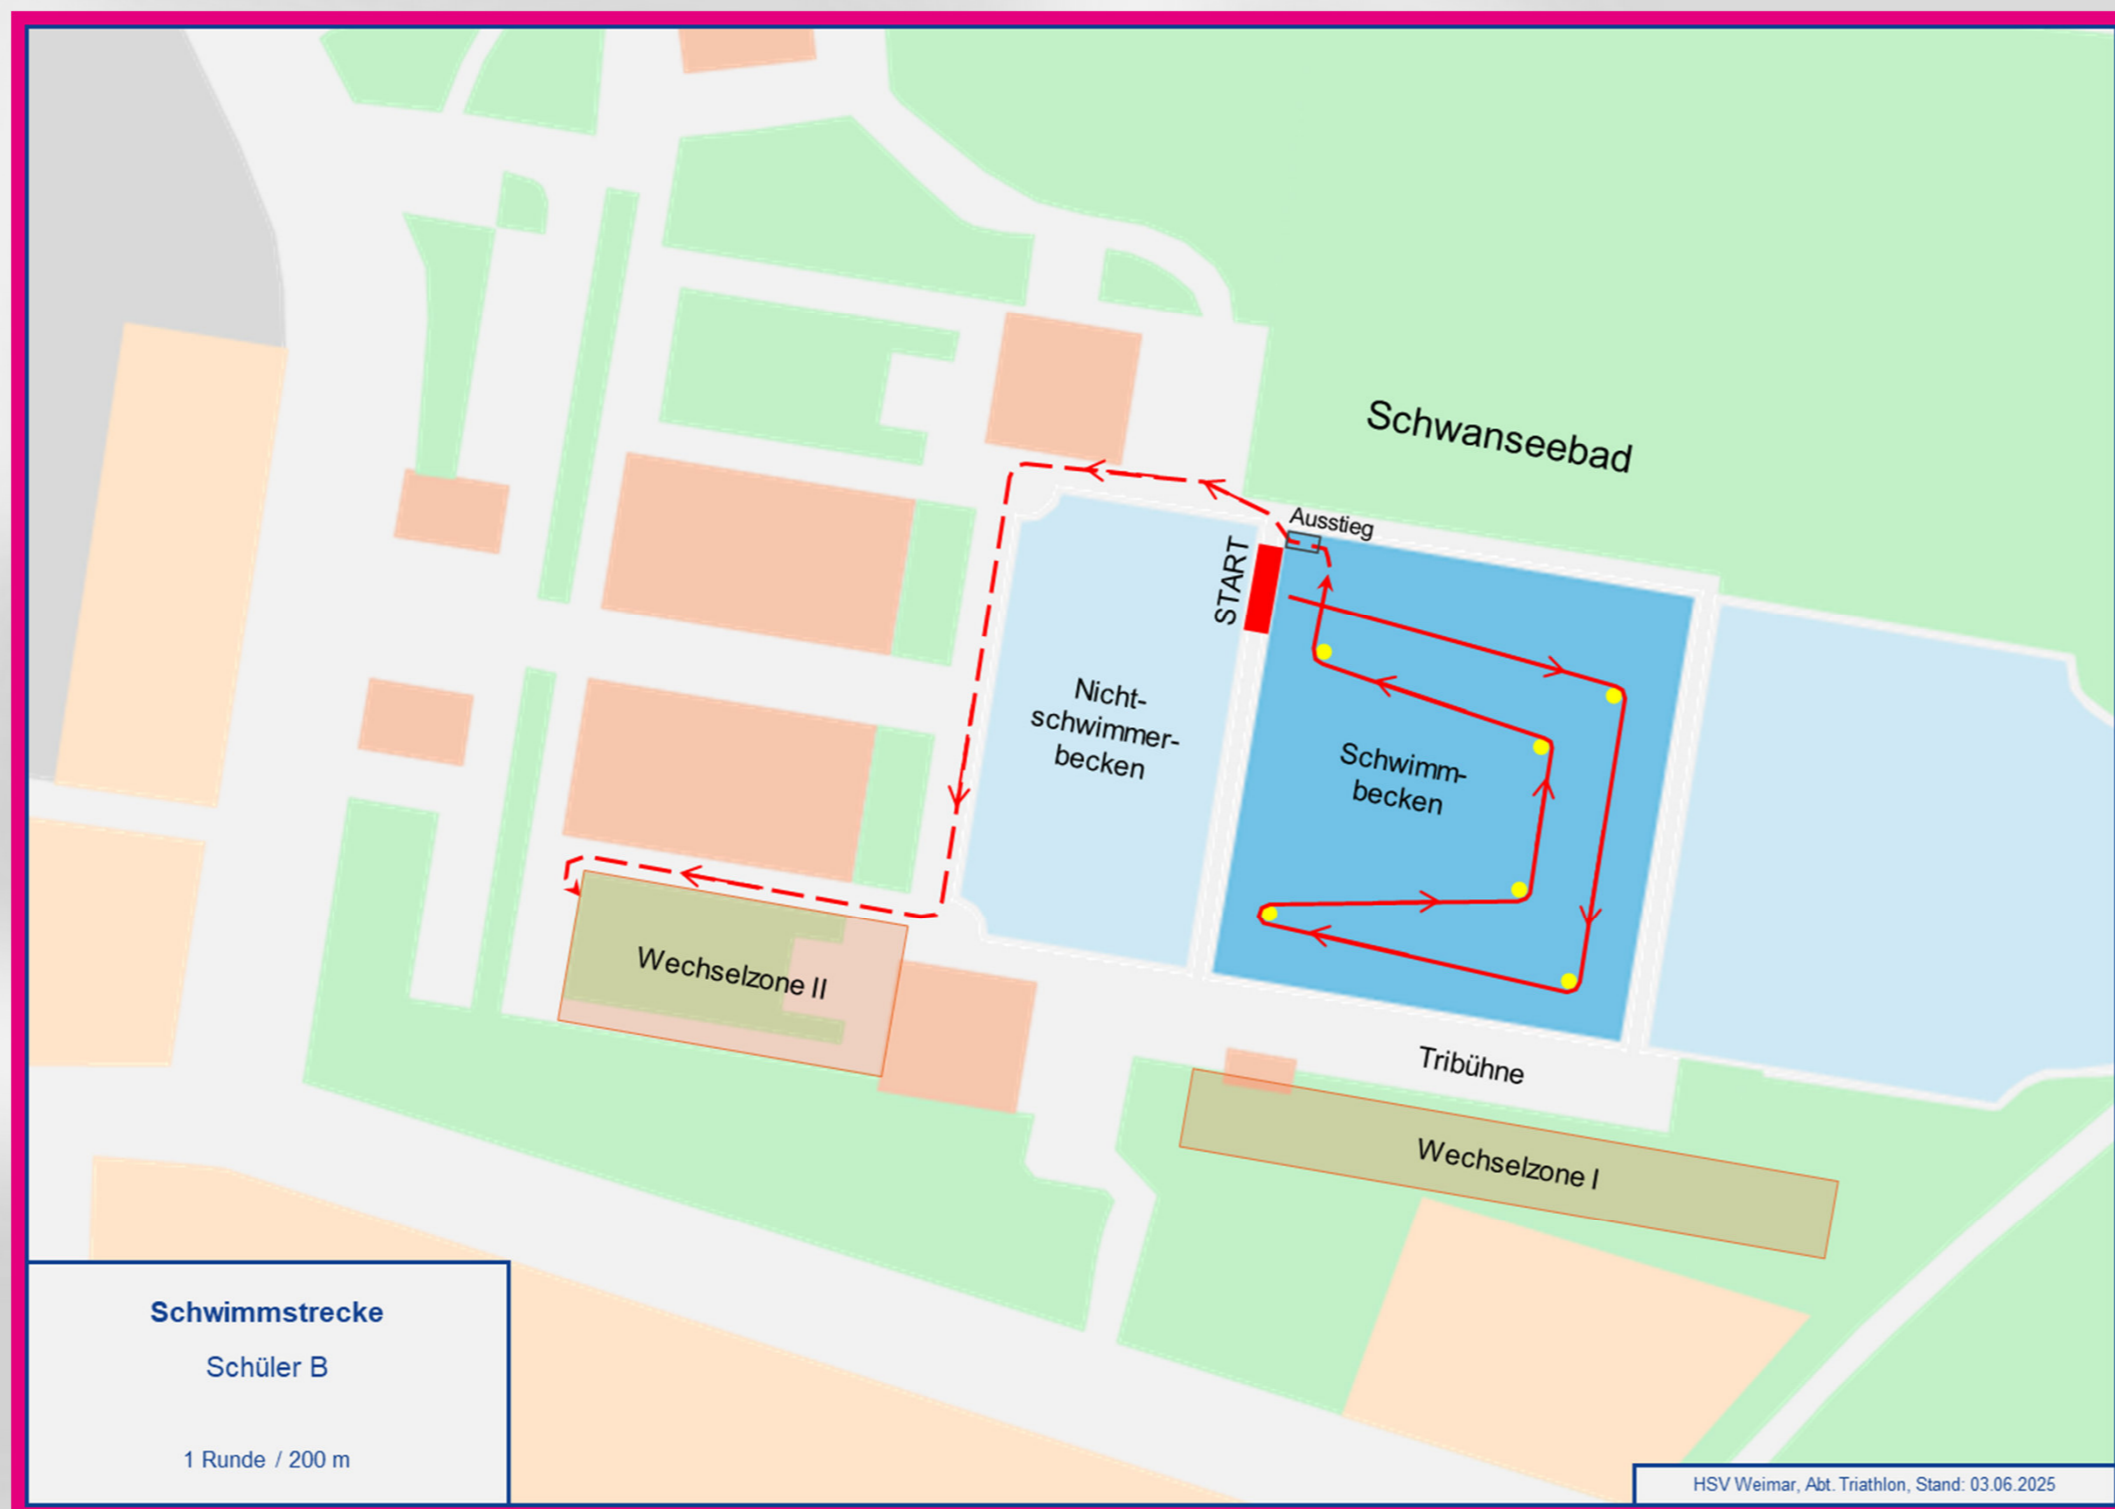 Schwanseebad
Ausstieg
START
Nicht-
schwimmer-
becken
Schwimm-
becken
Wechselzone II
Tribühne
Wechselzone I
Schwimmstrecke
Schüler B
1 Runde / 200 m
HSV Weimar, Abt. Triathlon, Stand: 03.06.2025